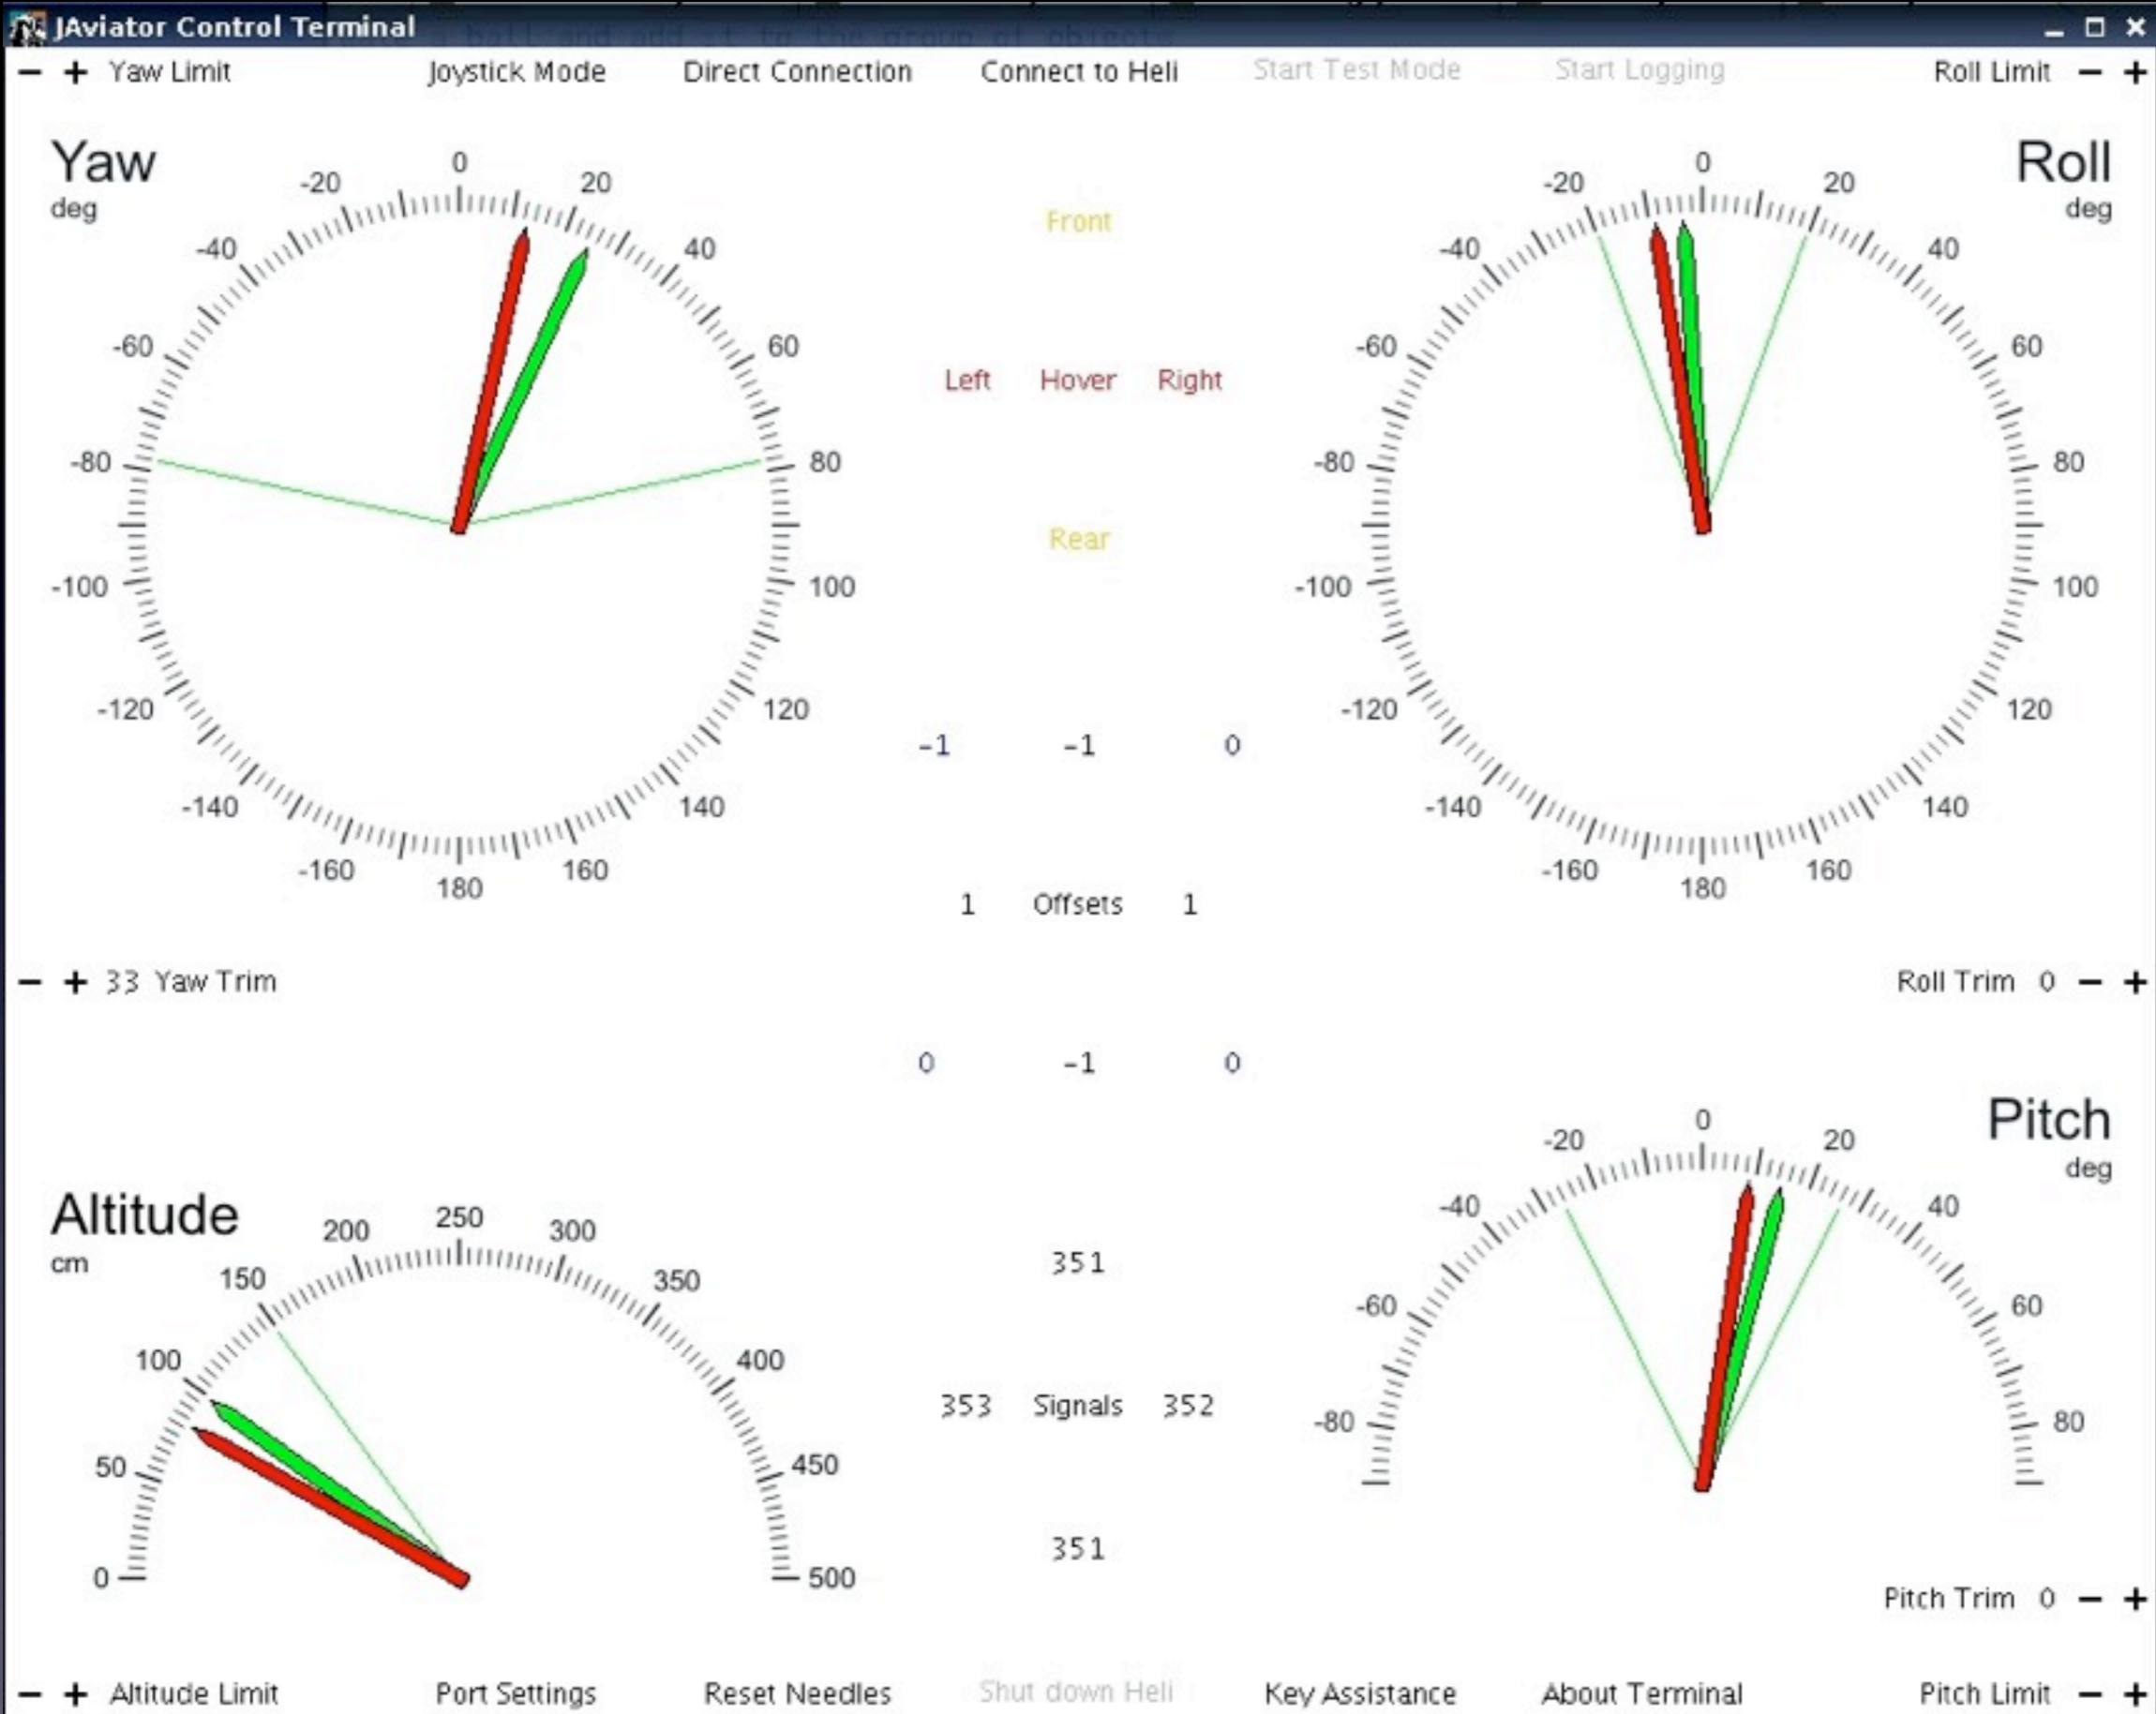 JAviator Control Terminal
− + Yaw Limit Joystick Mode Direct Connection Connect to Heli Start Test Mode Start Logging Roll Limit − +
Yaw
deg
0
-20 20
-40 40
-60 60
-80 80
-100 100
-120 120
-140 140
-160 160
180
Front
Left Hover Right
Rear
Roll
deg
0
-20 20
-40 40
-60 60
-80 80
-100 100
-120 120
-140 140
-160 160
180
-1 -1 0
1 Offsets 1
0 -1 0
− + 33 Yaw Trim
Roll Trim 0 − +
Altitude
cm
250
200 300
150 350
100 400
50 450
0 500
351
353 Signals 352
351
Pitch
deg
0
-20 20
-40 40
-60 60
-80 80
Pitch Trim 0 − +
− + Altitude Limit Port Settings Reset Needles Shut down Heli Key Assistance About Terminal Pitch Limit − +